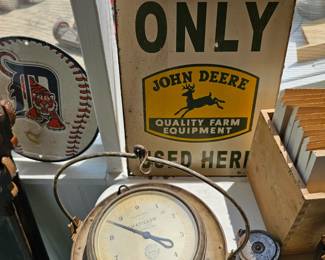 ONLY
JOHN DEERE
QUALITY FARM
EQUIPMENT
USED HERE
D